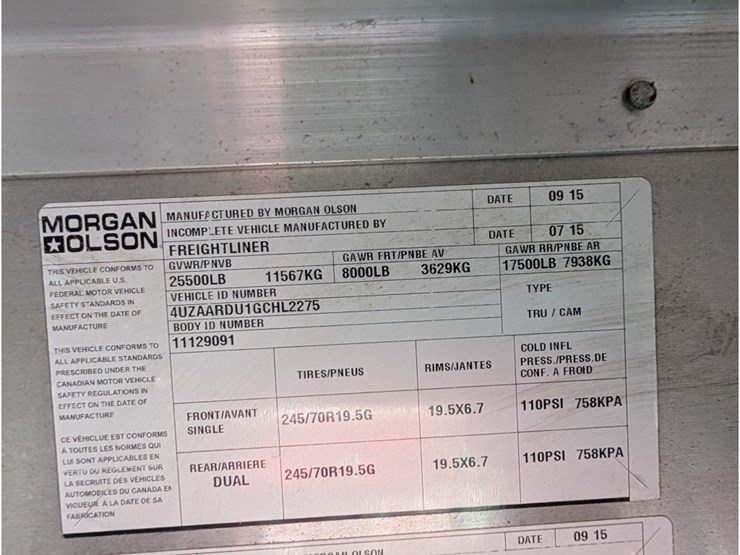 MORGAN
OLSON
MANUFACTURED BY MORGAN OLSON DATE 09 15
INCOMPLETE VEHICLE MANUFACTURED BY
FREIGHTLINER DATE 07 15
GVWR/PNVB GAWR FRT/PNBE AV GAWR RR/PNBE AR
25500LB 11567KG 8000LB 3629KG 17500LB 7938KG
VEHICLE ID NUMBER TYPE
4UZAARDU1GCHL2275
BODY ID NUMBER TRU / CAM
11129091
THIS VEHICLE CONFORMS TO
ALL APPLICABLE U.S.
FEDERAL MOTOR VEHICLE
SAFETY STANDARDS IN
EFFECT ON THE DATE OF
MANUFACTURE
THIS VEHICLE CONFORMS TO
ALL APPLICABLE STANDARDS
PRESCRIBED UNDER THE
CANADIAN MOTOR VEHICLE
SAFETY REGULATIONS IN
EFFECT ON THE DATE OF
MANUFACTURE
CE VÉHICLUE EST CONFORMS
À TOUTES LES NORMES QUI
LUI SONT APPLICABLES EN
VERTU DU RÉGLEMENT SUR
LA SECRUITE DES VÉHICLES
AUTOMOBILES DU CANADA EN
VIGUEUR À LA DATE DE SA
FABRICATION
TIRES/PNEUS RIMS/JANTES COLD INFL
PRESS./PRESS.DE
CONF. A FROID
FRONT/AVANT
SINGLE 245/70R19.5G 19.5X6.7 110PSI 758KPA
REAR/ARRIERE
DUAL 245/70R19.5G 19.5X6.7 110PSI 758KPA
MORGAN OLSON DATE 09 15